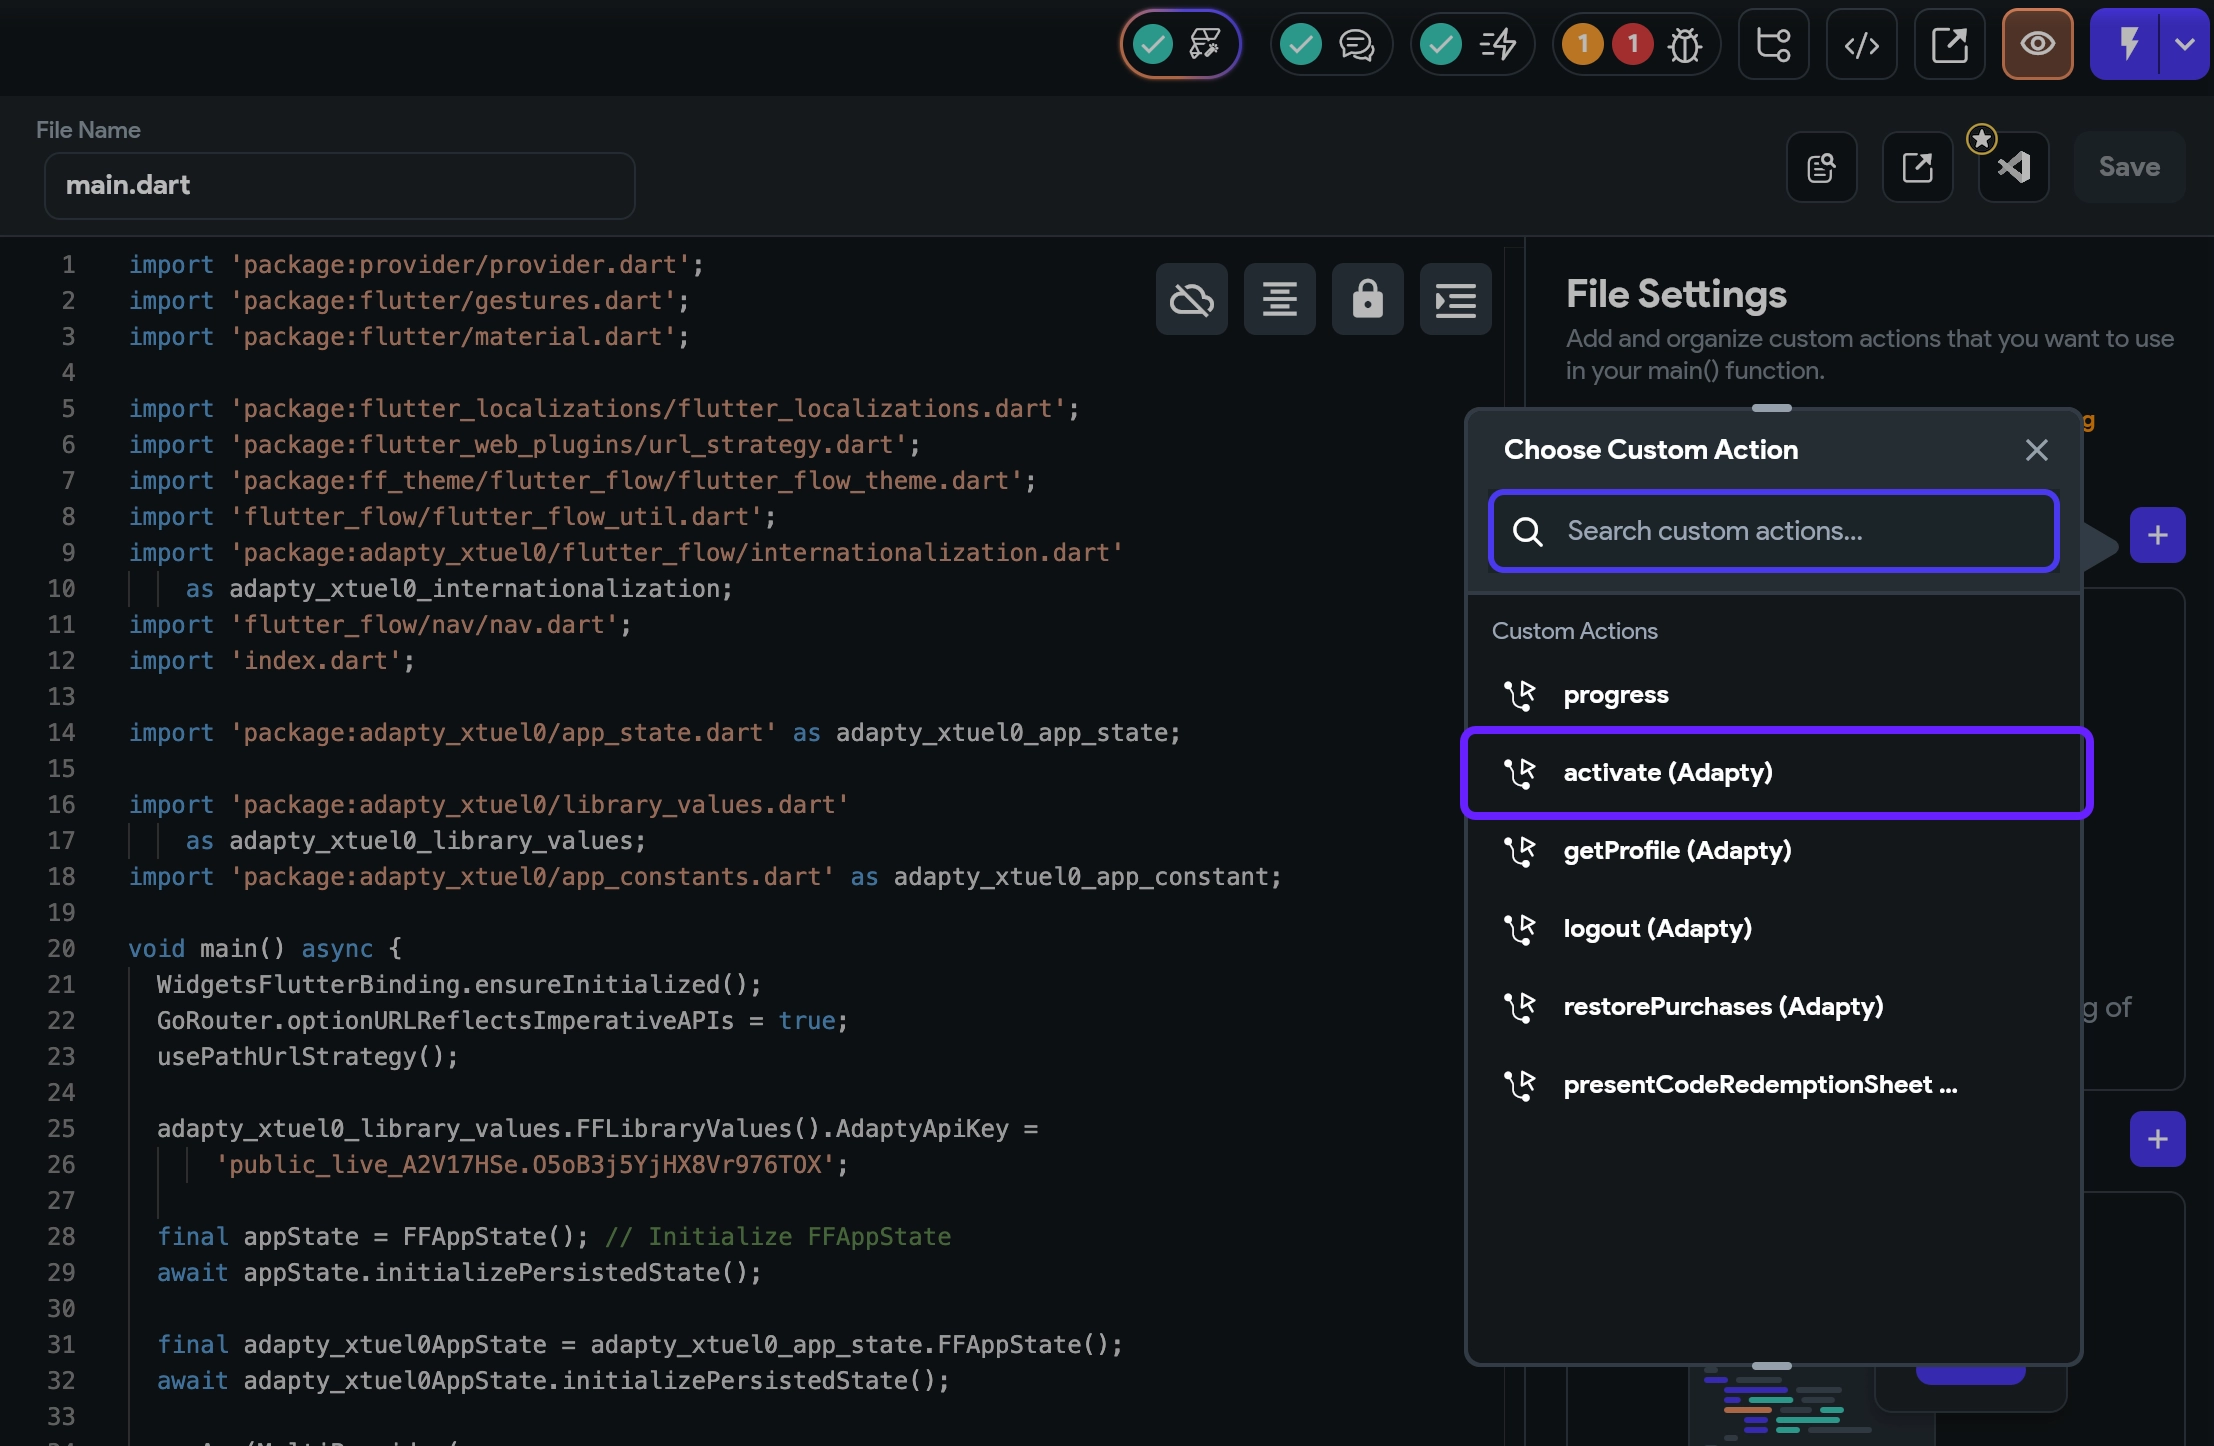 1 1
File Name
main.dart
Save
1 import 'package:provider/provider.dart';
2 import 'package:flutter/gestures.dart';
3 import 'package:flutter/material.dart';
4
5 import 'package:flutter_localizations/flutter_localizations.dart';
6 import 'package:flutter_web_plugins/url_strategy.dart';
7 import 'package:ff_theme/flutter_flow/flutter_flow_theme.dart';
8 import 'flutter_flow/flutter_flow_util.dart';
9 import 'package:adapty_xtuel0/flutter_flow/internationalization.dart'
10 as adapty_xtuel0_internationalization;
11 import 'flutter_flow/nav/nav.dart';
12 import 'index.dart';
13
14 import 'package:adapty_xtuel0/app_state.dart' as adapty_xtuel0_app_state;
15
16 import 'package:adapty_xtuel0/library_values.dart'
17 as adapty_xtuel0_library_values;
18 import 'package:adapty_xtuel0/app_constants.dart' as adapty_xtuel0_app_constant;
19
20 void main() async {
21 WidgetsFlutterBinding.ensureInitialized();
22 GoRouter.optionURLReflectsImperativeAPIs = true;
23 usePathUrlStrategy();
24
25 adapty_xtuel0_library_values.FFLibraryValues().AdaptyApiKey =
26 'public_live_A2V17HSe.O5oB3j5YjHX8Vr976TOX';
27
28 final appState = FFAppState(); // Initialize FFAppState
29 await appState.initializePersistedState();
30
31 final adapty_xtuel0AppState = adapty_xtuel0_app_state.FFAppState();
32 await adapty_xtuel0AppState.initializePersistedState();
33
File Settings
Add and organize custom actions that you want to use
in your main() function.
g
Choose Custom Action
Search custom actions...
Custom Actions
progress
activate (Adapty)
getProfile (Adapty)
logout (Adapty)
restorePurchases (Adapty)
presentCodeRedemptionSheet ...
g of